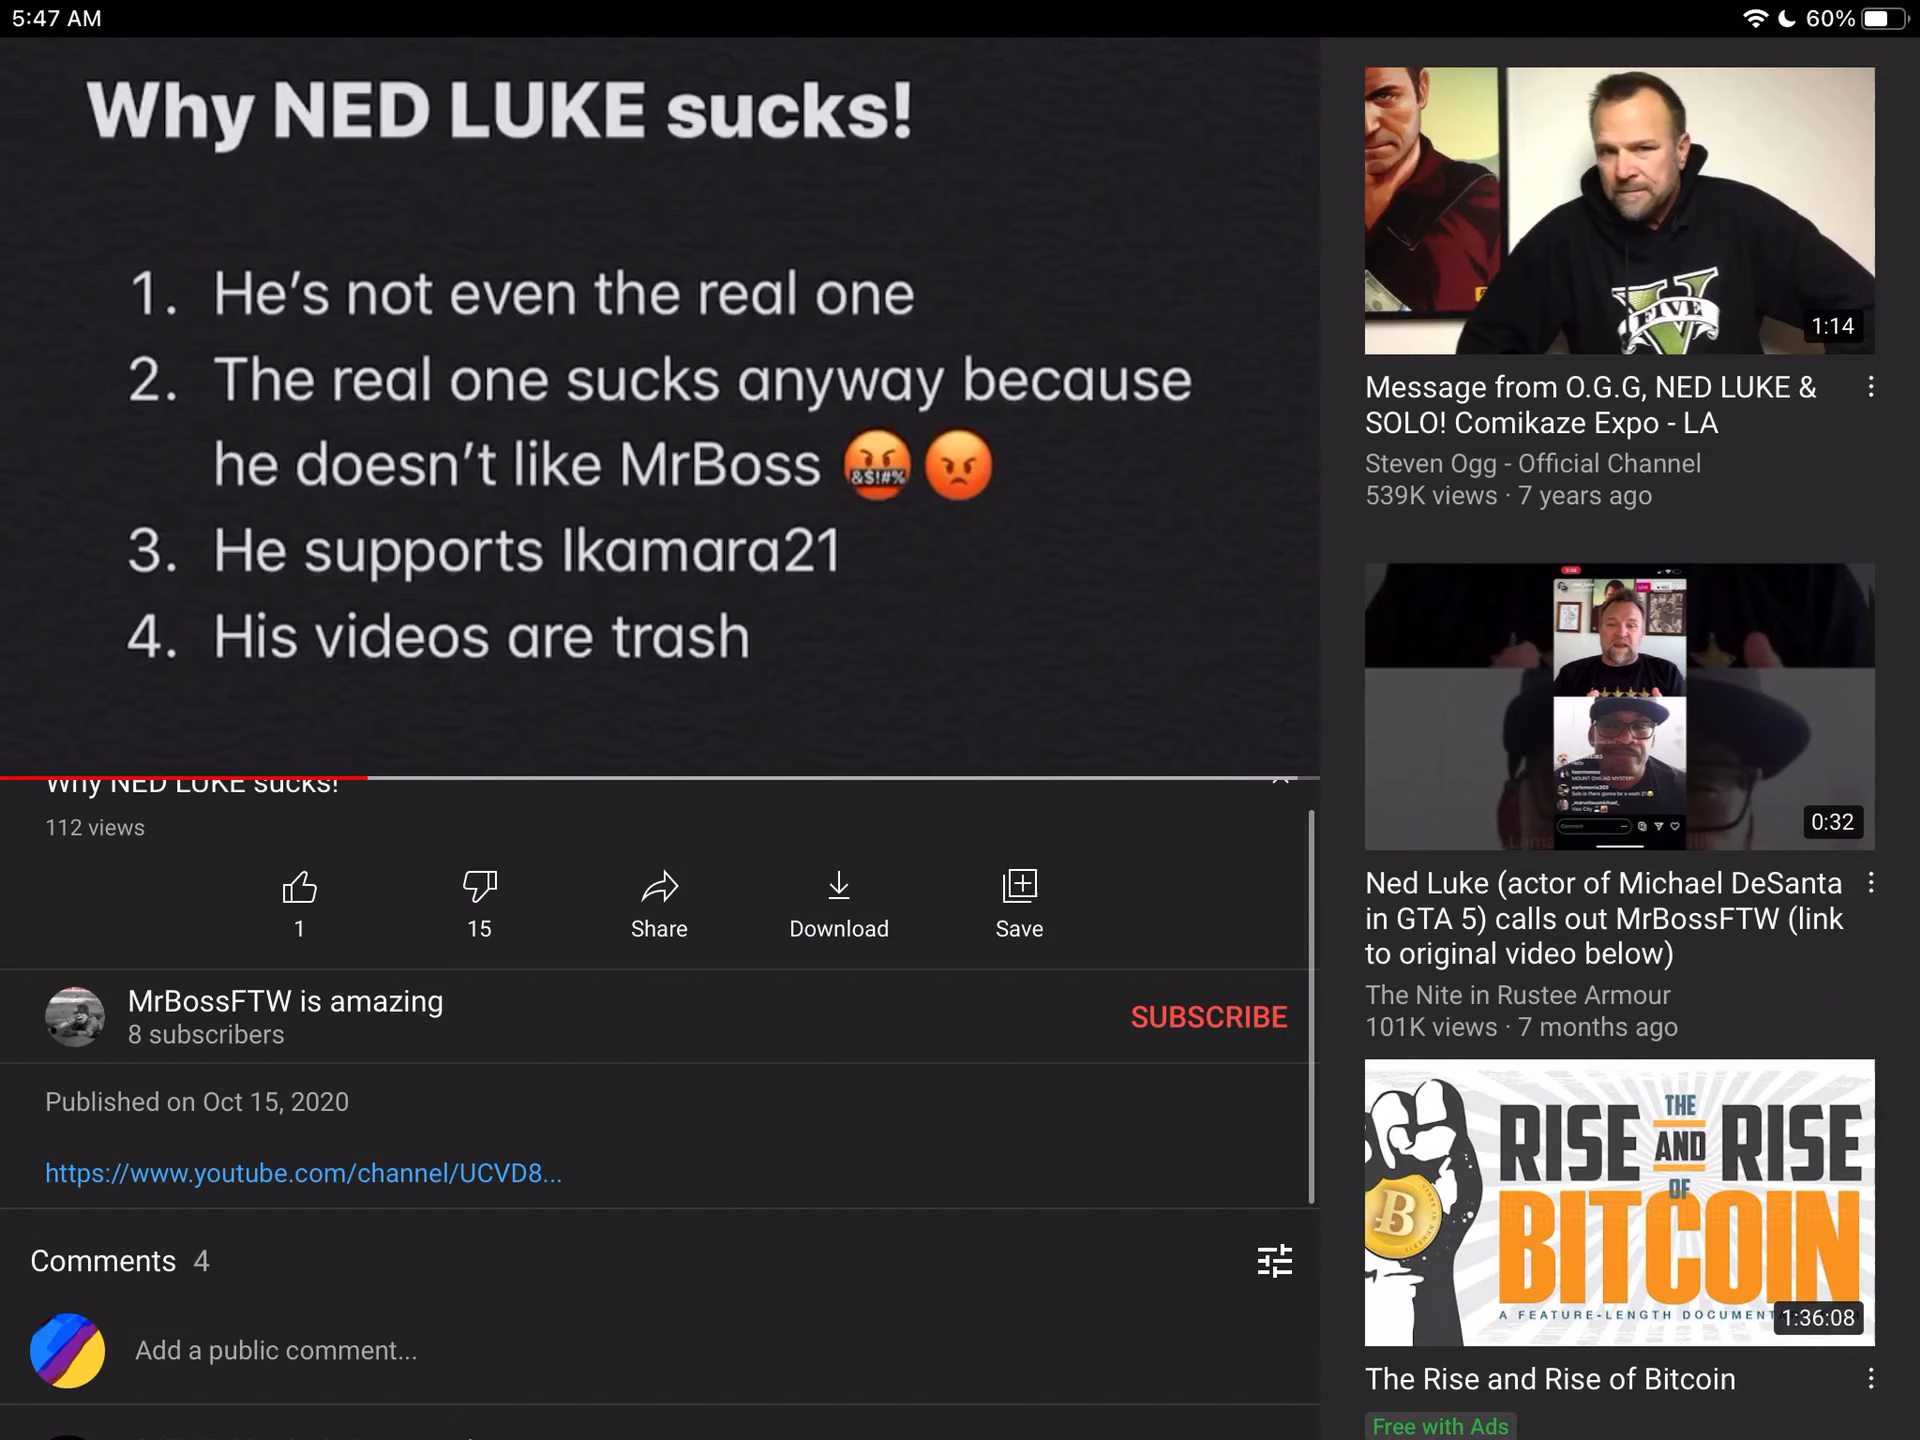 5:47 AM
60%
Why NED LUKE sucks!
1. He's not even the real one
2. The real one sucks anyway because
he doesn't like MrBoss 🤬😡
3. He supports Ikamara21
4. His videos are trash
Why NED LUKE sucks!
112 views
1
15
Share
Download
Save
MrBossFTW is amazing
8 subscribers
SUBSCRIBE
Published on Oct 15, 2020
https://www.youtube.com/channel/UCVD8...
Comments 4
Add a public comment...
FIVE
1:14
Message from O.G.G, NED LUKE &
SOLO! Comikaze Expo - LA
Steven Ogg - Official Channel
539K views · 7 years ago
0:32
Ned Luke (actor of Michael DeSanta
in GTA 5) calls out MrBossFTW (link
to original video below)
The Nite in Rustee Armour
101K views · 7 months ago
THE
RISE AND RISE
OF
BITCOIN
A FEATURE-LENGTH DOCUMENT
1:36:08
The Rise and Rise of Bitcoin
Free with Ads